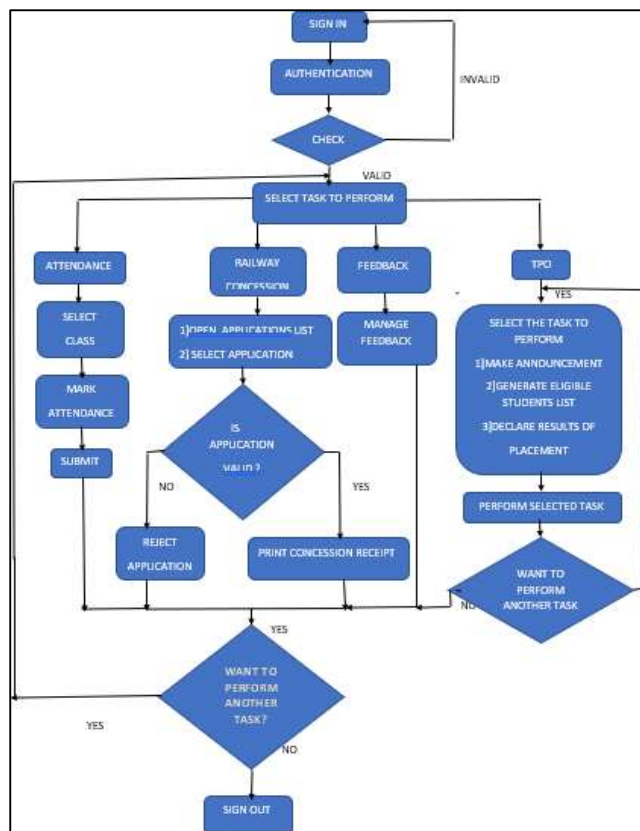 SIGN IN
AUTHENTICATION
INVALID
CHECK
VALID
SELECT TASK TO PERFORM
ATTENDANCE
RAILWAY
CONCESSION
FEEDBACK
TPO
YES
SELECT
CLASS
1]OPEN APPLICATIONS LIST
2] SELECT APPLICATION
MANAGE
FEEDBACK
SELECT THE TASK TO
PERFORM
1]MAKE ANNOUNCEMENT
2]GENERATE ELIGIBLE
STUDENTS LIST
3]DECLARE RESULTS OF
PLACEMENT
MARK
ATTENDANCE
IS
APPLICATION
VALID ?
SUBMIT
NO
YES
PERFORM SELECTED TASK
REJECT
APPLICATION
PRINT CONCESSION RECEIPT
WANT TO
PERFORM
ANOTHER TASK
NO
YES
WANT TO
PERFORM
ANOTHER
TASK?
YES
NO
SIGN OUT